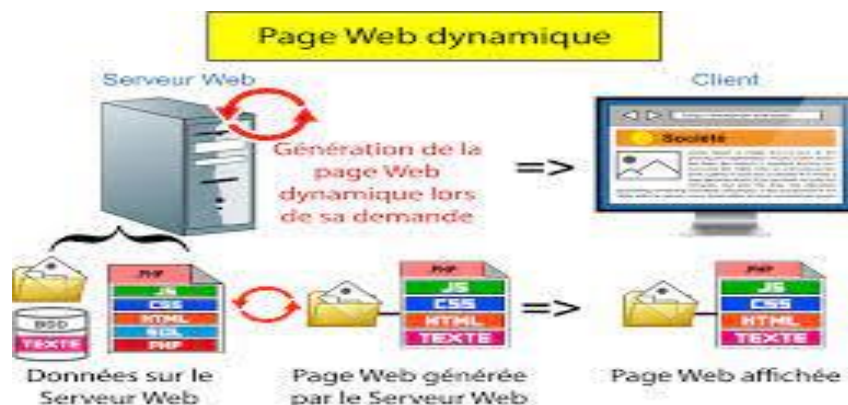 Page Web dynamique
Serveur Web
Client
Société
Génération de la
page Web
dynamique lors
de sa demande
=>
PHP
JS
CSS
HTML
SQL
PHP
BSD
TEXTE
PHP
JS
CSS
HTML
TEXTE
=>
PHP
JS
CSS
HTML
TEXTE
Données sur le
Serveur Web
Page Web générée
par le Serveur Web
Page Web affichée